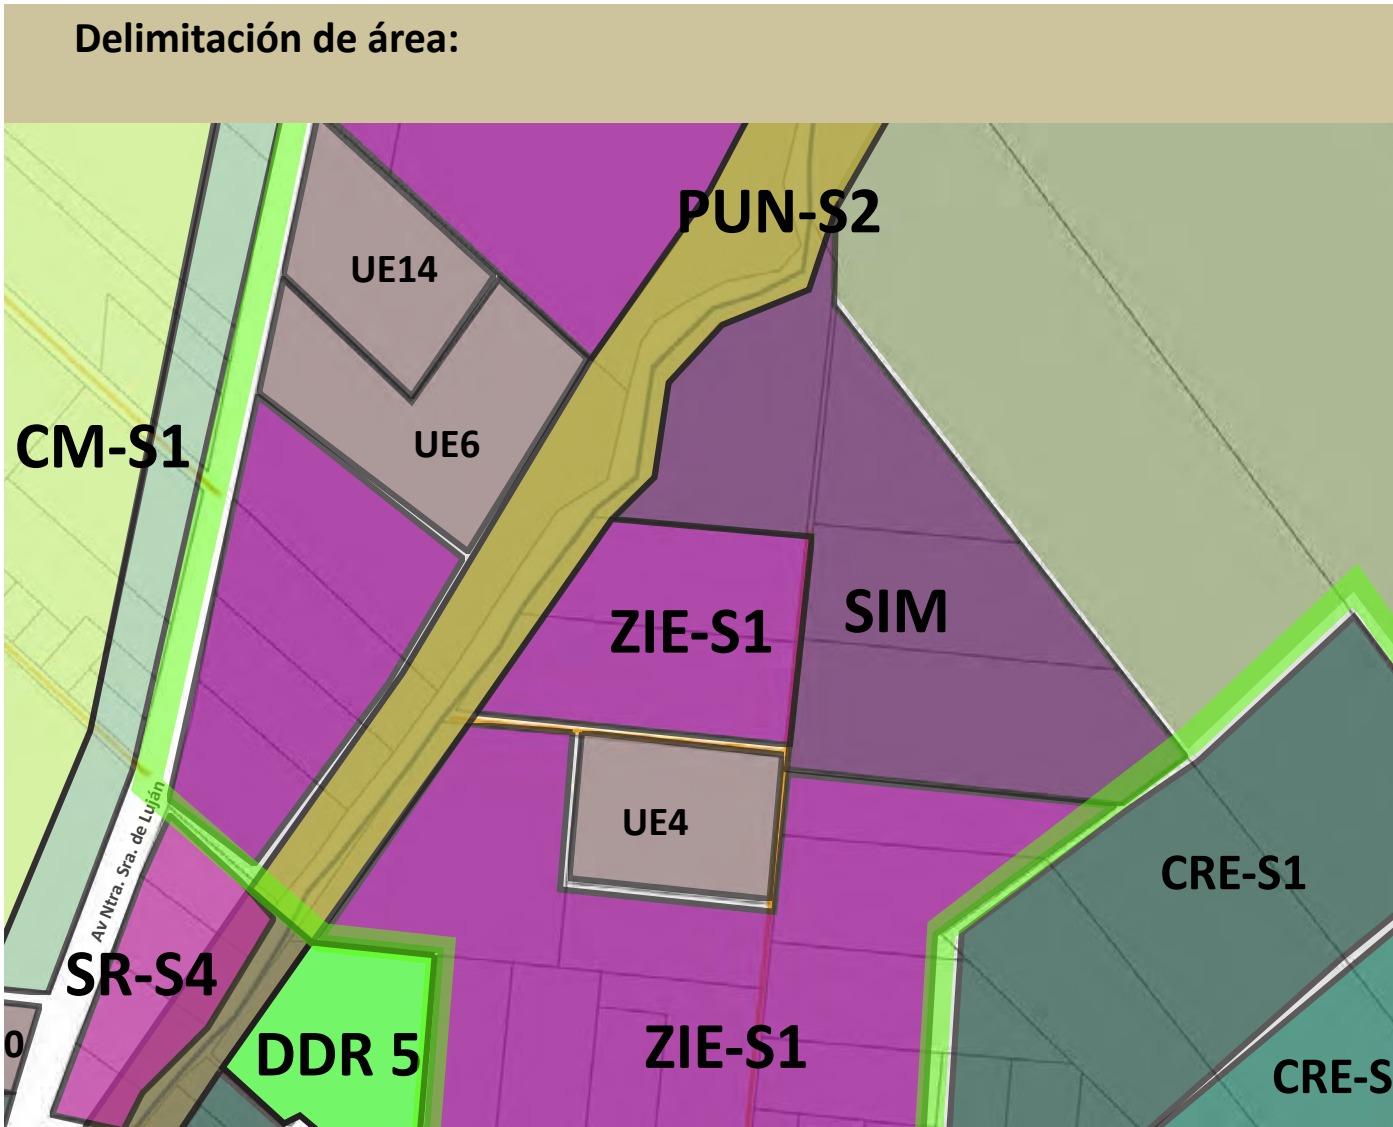 Delimitación de área:
PUN-S2
UE14
CM-S1
UE6
ZIE-S1
SIM
UE4
Av Ntra. Sra. de Luján
CRE-S1
SR-S4
0
DDR 5
ZIE-S1
CRE-S